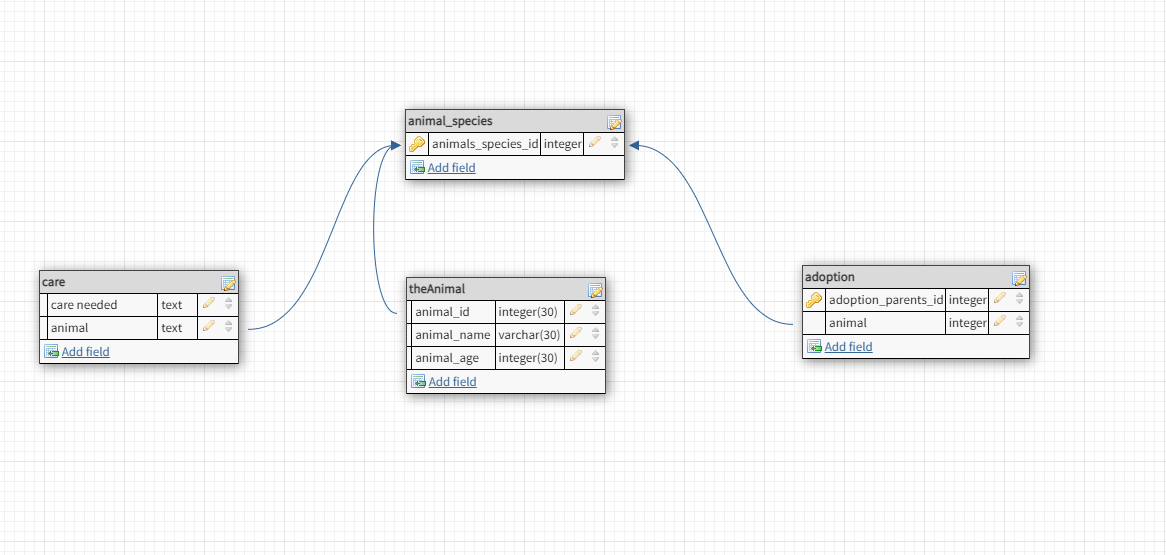 animal_species
animals_species_id integer
Add field
care
care needed text
animal text
Add field
theAnimal
animal_id integer(30)
animal_name varchar(30)
animal_age integer(30)
Add field
adoption
adoption_parents_id integer
animal integer
Add field